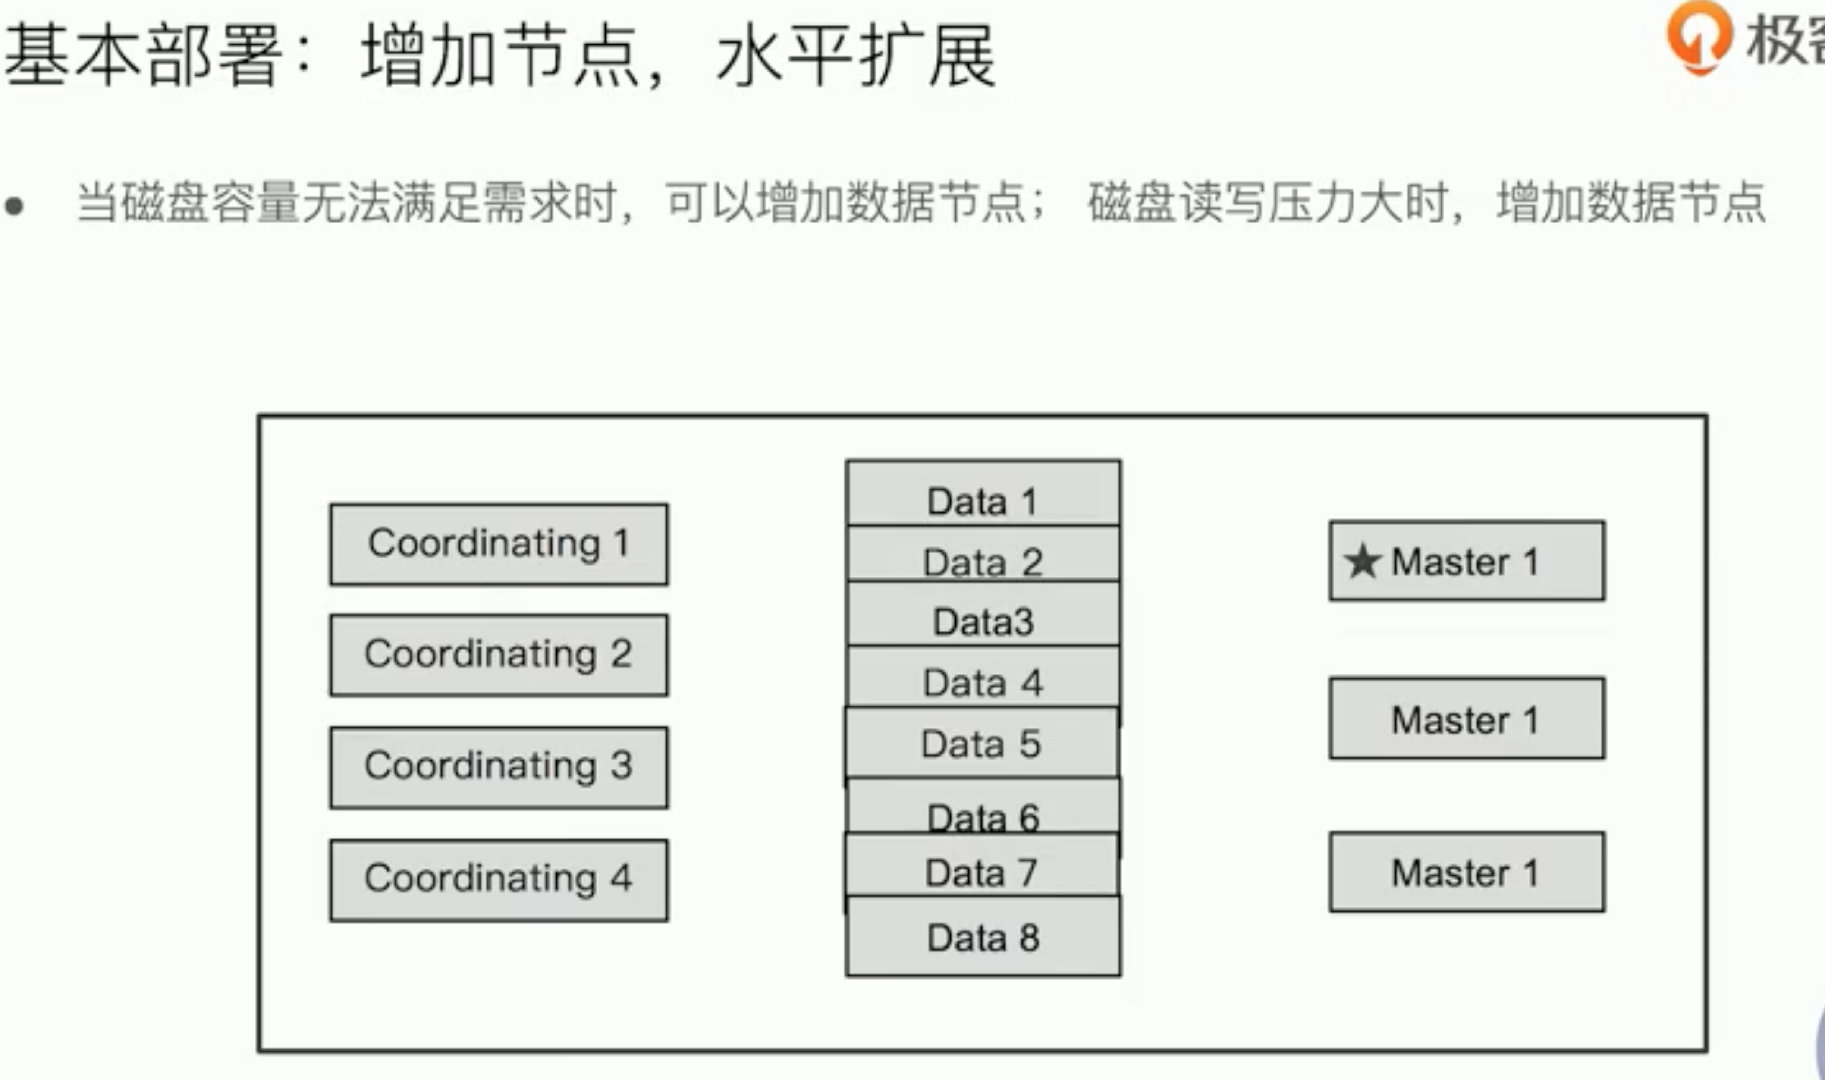 基本部署：增加节点，水平扩展
极客
当磁盘容量无法满足需求时，可以增加数据节点； 磁盘读写压力大时，增加数据节点
Coordinating 1
Coordinating 2
Coordinating 3
Coordinating 4
Data 1
Data 2
Data3
Data 4
Data 5
Data 6
Data 7
Data 8
★ Master 1
Master 1
Master 1